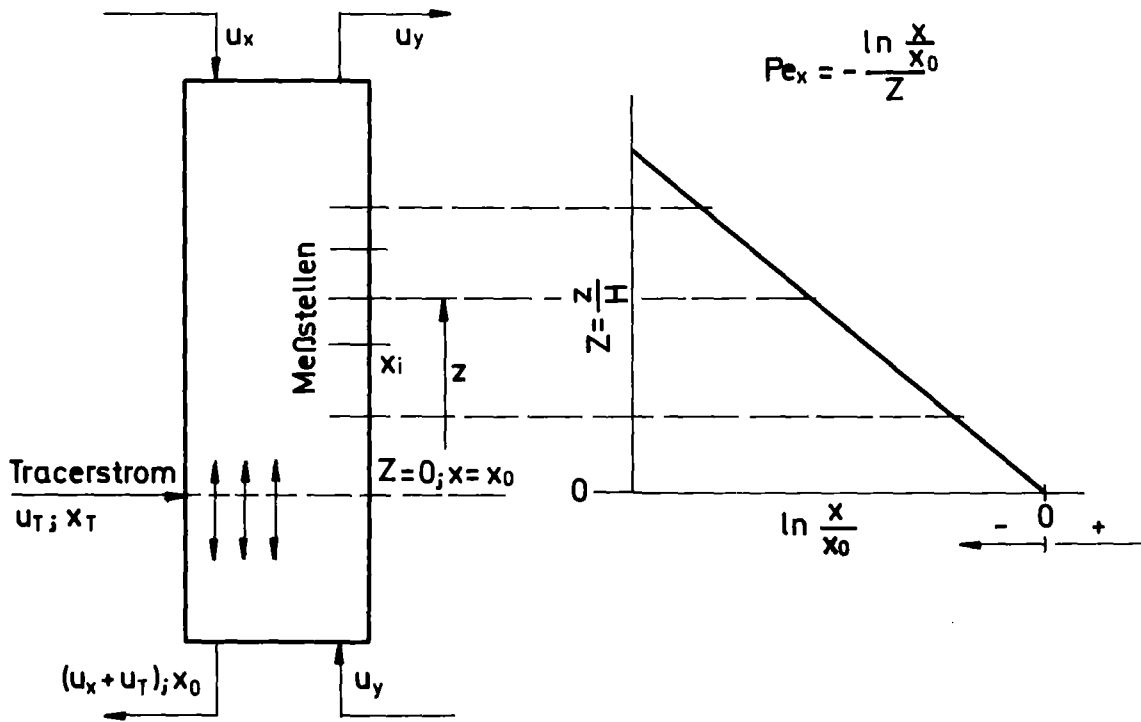 u_x
u_y
Pe_x = - ln x/x_0 / Z
Meßstellen
x_i
z
Z = z/H
Tracerstrom
u_T; x_T
Z=0; x=x_0
0
ln x/x_0
- 0 +
(u_x + u_T); x_0
u_y